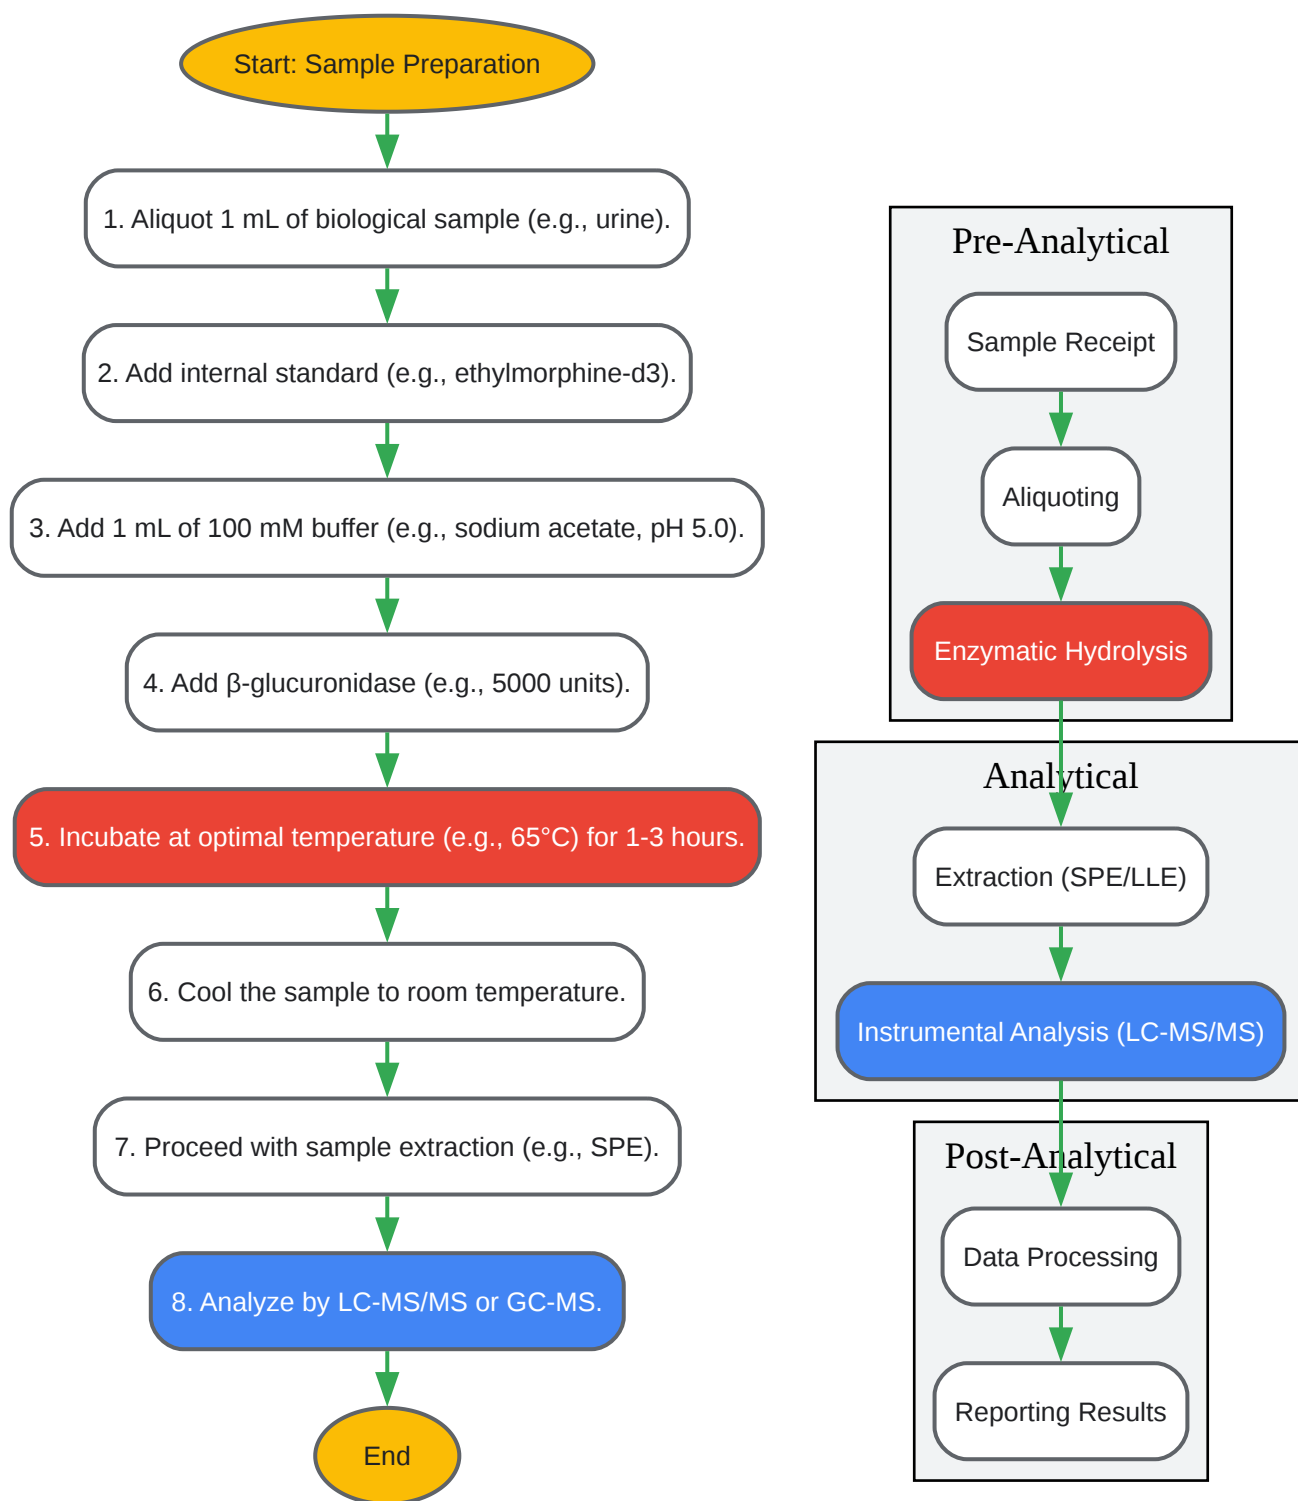 Start: Sample Preparation
1. Aliquot 1 mL of biological sample (e.g., urine).
2. Add internal standard (e.g., ethylmorphine-d3).
3. Add 1 mL of 100 mM buffer (e.g., sodium acetate, pH 5.0).
4. Add β-glucuronidase (e.g., 5000 units).
5. Incubate at optimal temperature (e.g., 65°C) for 1-3 hours.
6. Cool the sample to room temperature.
7. Proceed with sample extraction (e.g., SPE).
8. Analyze by LC-MS/MS or GC-MS.
End
Pre-Analytical
Sample Receipt
Aliquoting
Enzymatic Hydrolysis
Analytical
Extraction (SPE/LLE)
Instrumental Analysis (LC-MS/MS)
Post-Analytical
Data Processing
Reporting Results